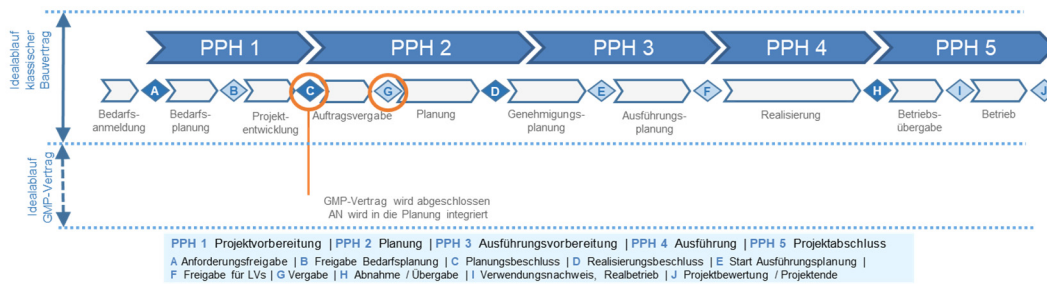 Idealablauf
klassischer
Bauvertrag
PPH 1
PPH 2
PPH 3
PPH 4
PPH 5
A
B
C
G
D
E
F
H
I
J
Bedarfs-
anmeldung
Bedarfs-
planung
Projekt-
entwicklung
Auftragsvergabe
Planung
Genehmigungs-
planung
Ausführungs-
planung
Realisierung
Betriebs-
übergabe
Betrieb
Idealablauf
GMP-Vertrag
GMP-Vertrag wird abgeschlossen
AN wird in die Planung integriert
PPH 1 Projektvorbereitung | PPH 2 Planung | PPH 3 Ausführungsvorbereitung | PPH 4 Ausführung | PPH 5 Projektabschluss
A Anforderungsfreigabe | B Freigabe Bedarfsplanung | C Planungsbeschluss | D Realisierungsbeschluss | E Start Ausführungsplanung |
F Freigabe für LVs | G Vergabe | H Abnahme / Übergabe | I Verwendungsnachweis, Realbetrieb | J Projektbewertung / Projektende